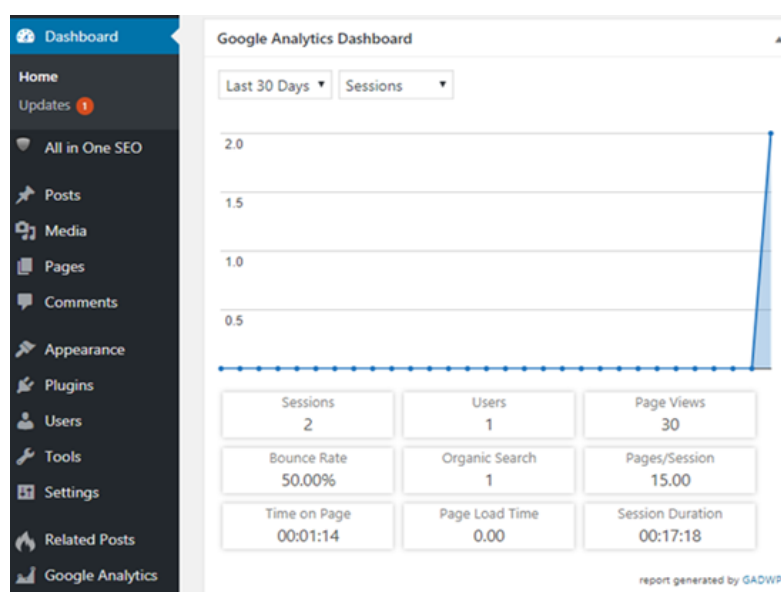 Dashboard
Home
Updates 1
All in One SEO
Posts
Media
Pages
Comments
Appearance
Plugins
Users
Tools
Settings
Related Posts
Google Analytics
Google Analytics Dashboard
Last 30 Days Sessions
2.0
1.5
1.0
0.5
Sessions Users Page Views
2 1 30
Bounce Rate Organic Search Pages/Session
50.00% 1 15.00
Time on Page Page Load Time Session Duration
00:01:14 0.00 00:17:18
report generated by GADWP